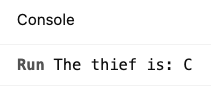 Console
Run The thief is: C